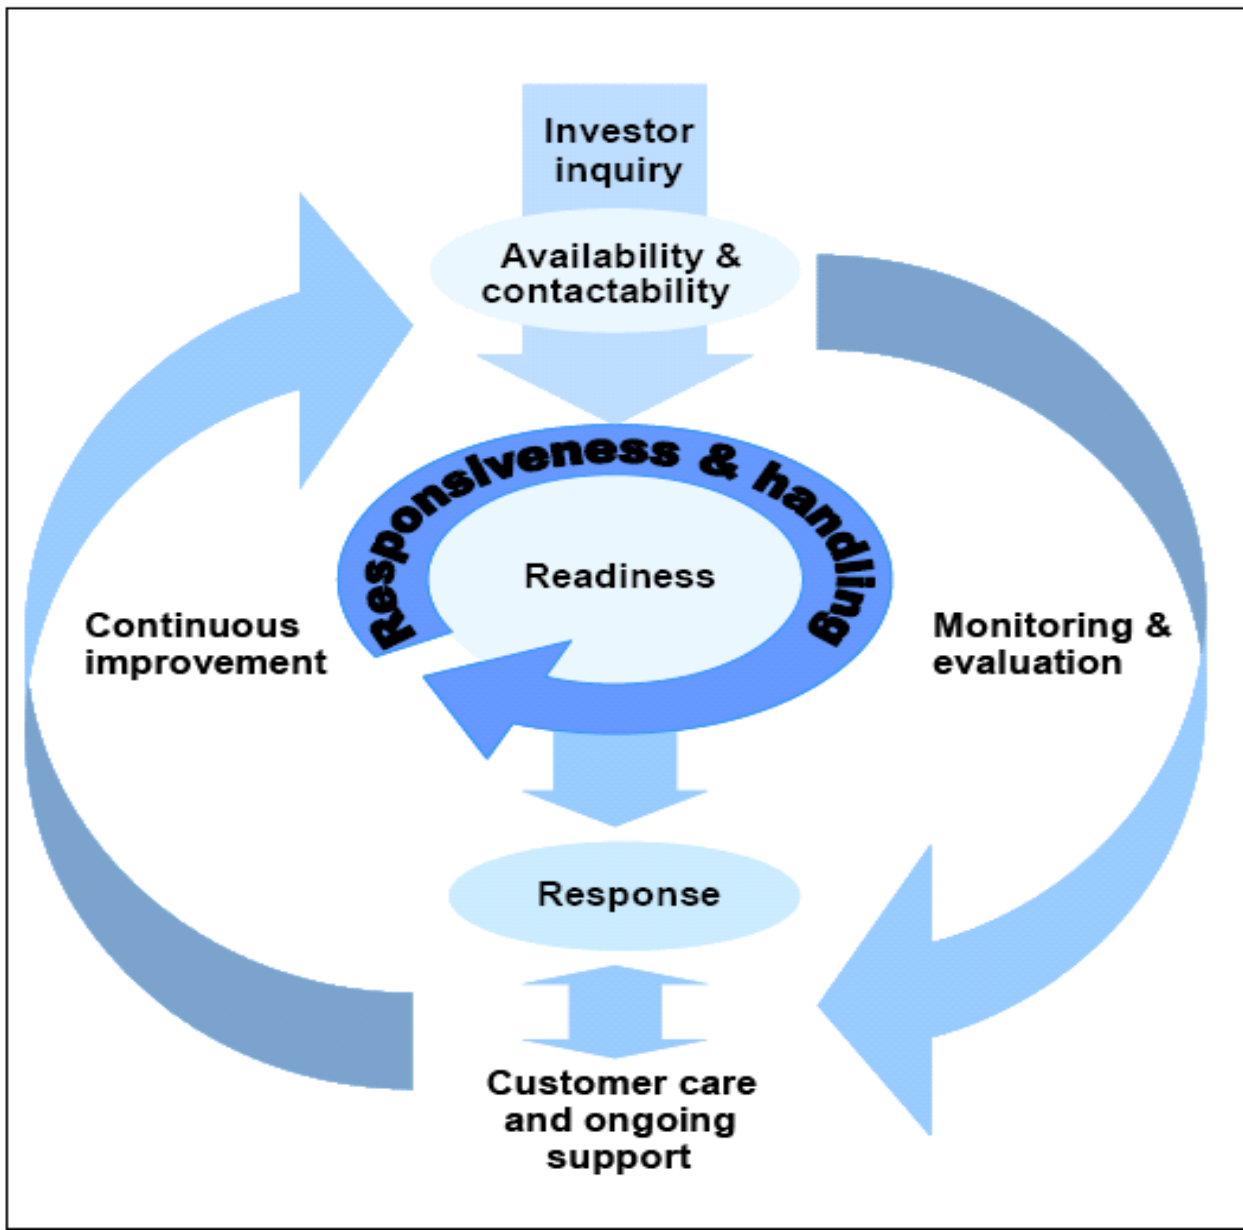 Investor
inquiry
Availability &
contactability
Responsiveness & handling
Readiness
Continuous
improvement
Monitoring &
evaluation
Response
Customer care
and ongoing
support